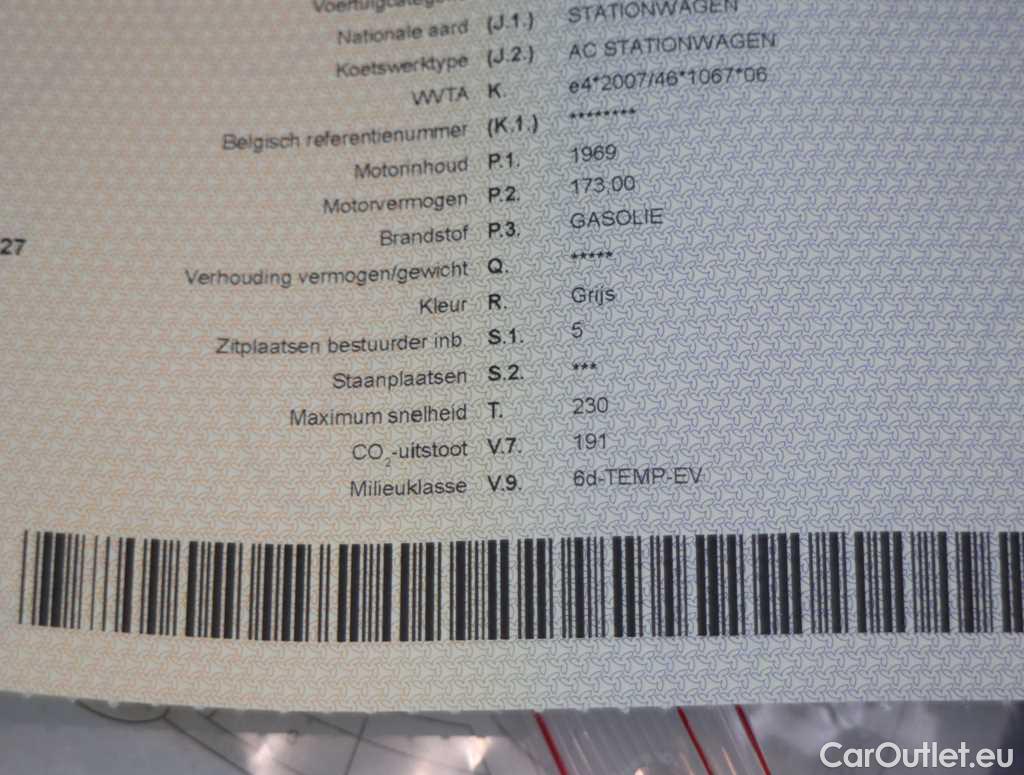 Voertuigcategorie
Nationale aard (J.1.) STATIONWAGEN
Koetswerktype (J.2.) AC STATIONWAGEN
WVTA K. e4*2007/46*1067*06
Belgisch referentienummer (K.1.) ********
Motorinhoud P.1. 1969
Motorvermogen P.2. 173,00
Brandstof P.3. GASOLIE
27
Verhouding vermogen/gewicht Q. *****
Kleur R. Grijs
Zitplaatsen bestuurder inb. S.1. 5
Staanplaatsen S.2. ***
Maximum snelheid T. 230
CO2-uitstoot V.7. 191
Milieuklasse V.9. 6d-TEMP-EV
CarOutlet.eu